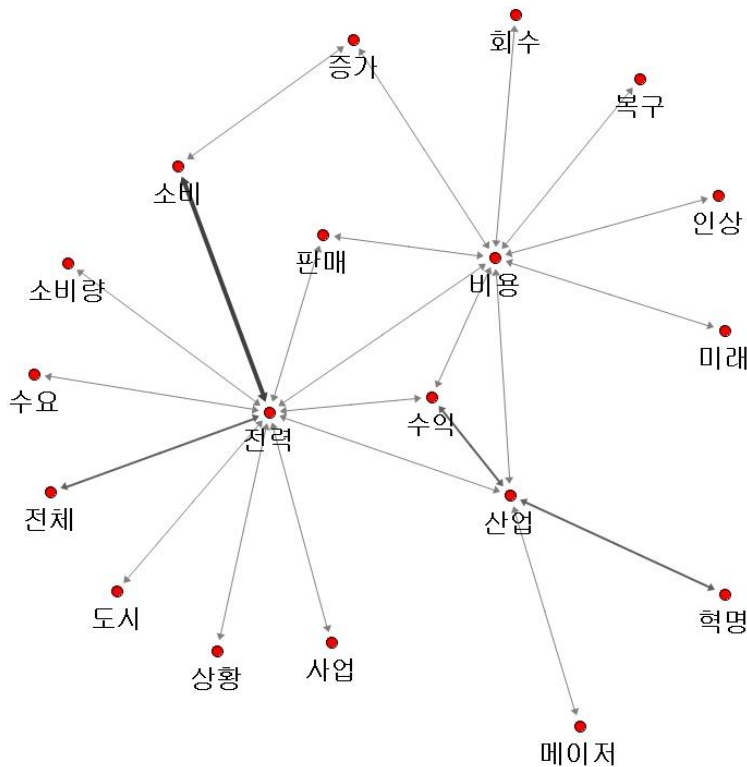 회수
증가
복구
소비
인상
판매
비용
소비량
미래
수요
수익
전력
전체
산업
도시
혁명
사업
상황
메이저